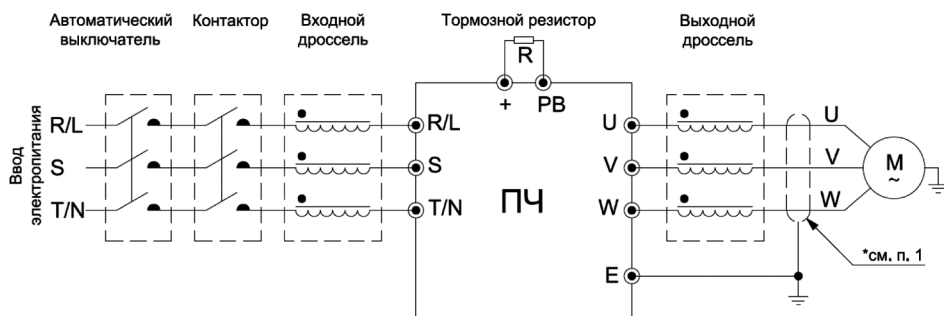 Автоматический
выключатель
Контактор
Входной
дроссель
Тормозной резистор
Выходной
дроссель
R
+
PB
Ввод
электропитания
R/L
S
T/N
R/L
S
T/N
ПЧ
U
V
W
E
U
V
W
M
~
*см. п. 1